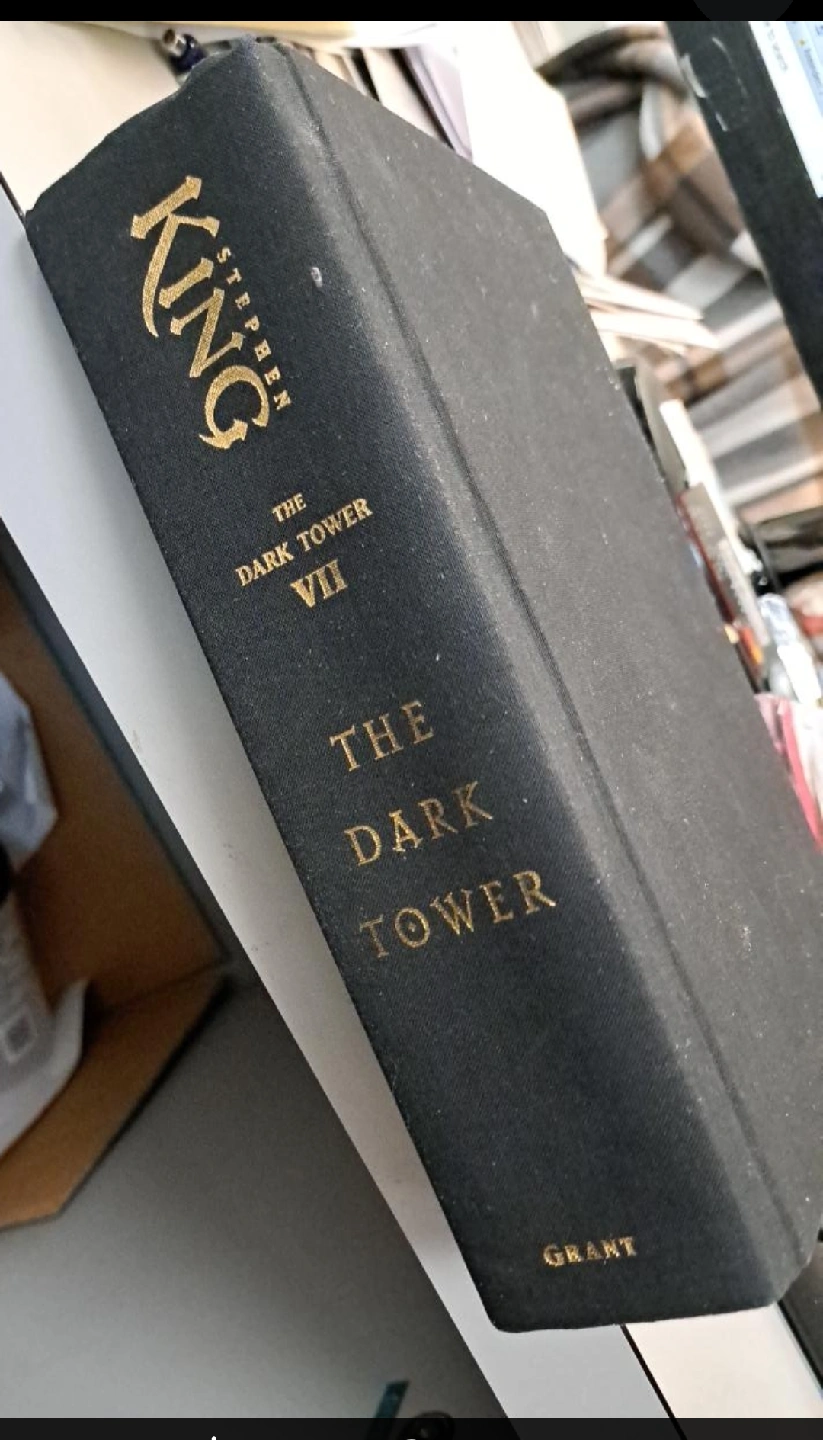 STEPHEN
KING
THE
DARK TOWER
VII
THE
DARK
TOWER
GRANT